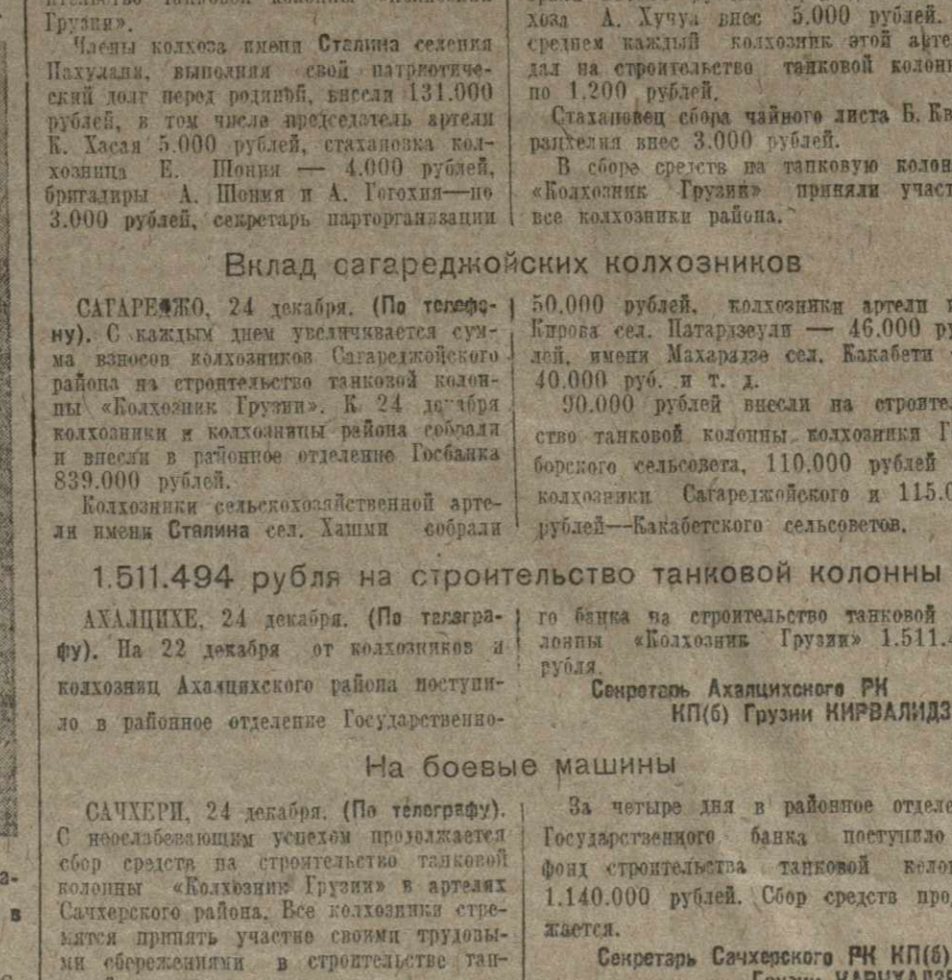 Грузии».
Члены колхоза имени Сталина селения
Пахулани, выполняя свой патриотиче-
ский долг перед родиной, внесли 131.000
рублей, в том числе председатель артели
К. Хасая 5.000 рублей, стахановка кол-
хозница Е. Шония — 4.000 рублей,
бригадиры А. Шония и А. Гогохия—по
3.000 рублей, секретарь парторганизации
хоза А. Хучуа внес 5.000 рублей.
среднем каждый колхозник этой арте
дал на строительство танковой колон
по 1.200 рублей.
Стахановец сбора чайного листа Б. Кв
рацхелия внес 3.000 рублей.
В сборе средств на танковую колон
«Колхозник Грузии» приняли участ
все колхозники района.
Вклад сагареджойских колхозников
САГАРЕДЖО, 24 декабря. (По телефо-
ну). С каждым днем увеличивается сум-
ма взносов колхозников Сагареджойского
района на строительство танковой колон-
ны «Колхозник Грузии». К 24 декабря
колхозники и колхозницы района собрали
и внесли в районное отделение Госбанка
839.000 рублей.
Колхозники сельскохозяйственной арте-
ли имени Сталина сел. Хашми собрали
50.000 рублей, колхозники артели
Кирова сел. Патардзеули — 46.000 ру
лей, имени Махарадзе сел. Какабети
40.000 руб. и т. д.
90.000 рублей внесли на строите
ство танковой колонны колхозники Г
борского сельсовета, 110.000 рублей
колхозники Сагареджойского и 115.0
рублей—Какабетского сельсоветов.
1.511.494 рубля на строительство танковой колонны
АХАЛЦИХЕ, 24 декабря. (По телегра-
фу). На 22 декабря от колхозников и
колхозниц Ахалцихского района поступи-
ло в районное отделение Государственно-
го банка на строительство танковой
лонны «Колхозник Грузии» 1.511.
рубля.
Секретарь Ахалцихского РК
КП(б) Грузии КИРВАЛИДЗ
На боевые машины
САЧХЕРИ, 24 декабря. (По телеграфу).
С неослабевающим успехом продолжается
сбор средств на строительство танковой
колонны «Колхозник Грузии» в артелях
Сачхерского района. Все колхозники стре-
мятся принять участие своими трудовы-
ми сбережениями в строительстве тан-
За четыре дня в районное отделе
Государственного банка поступило
фонд строительства танковой колон
1.140.000 рублей. Сбор средств про
жается.
Секретарь Сачхерского РК КП(б)
а-
в